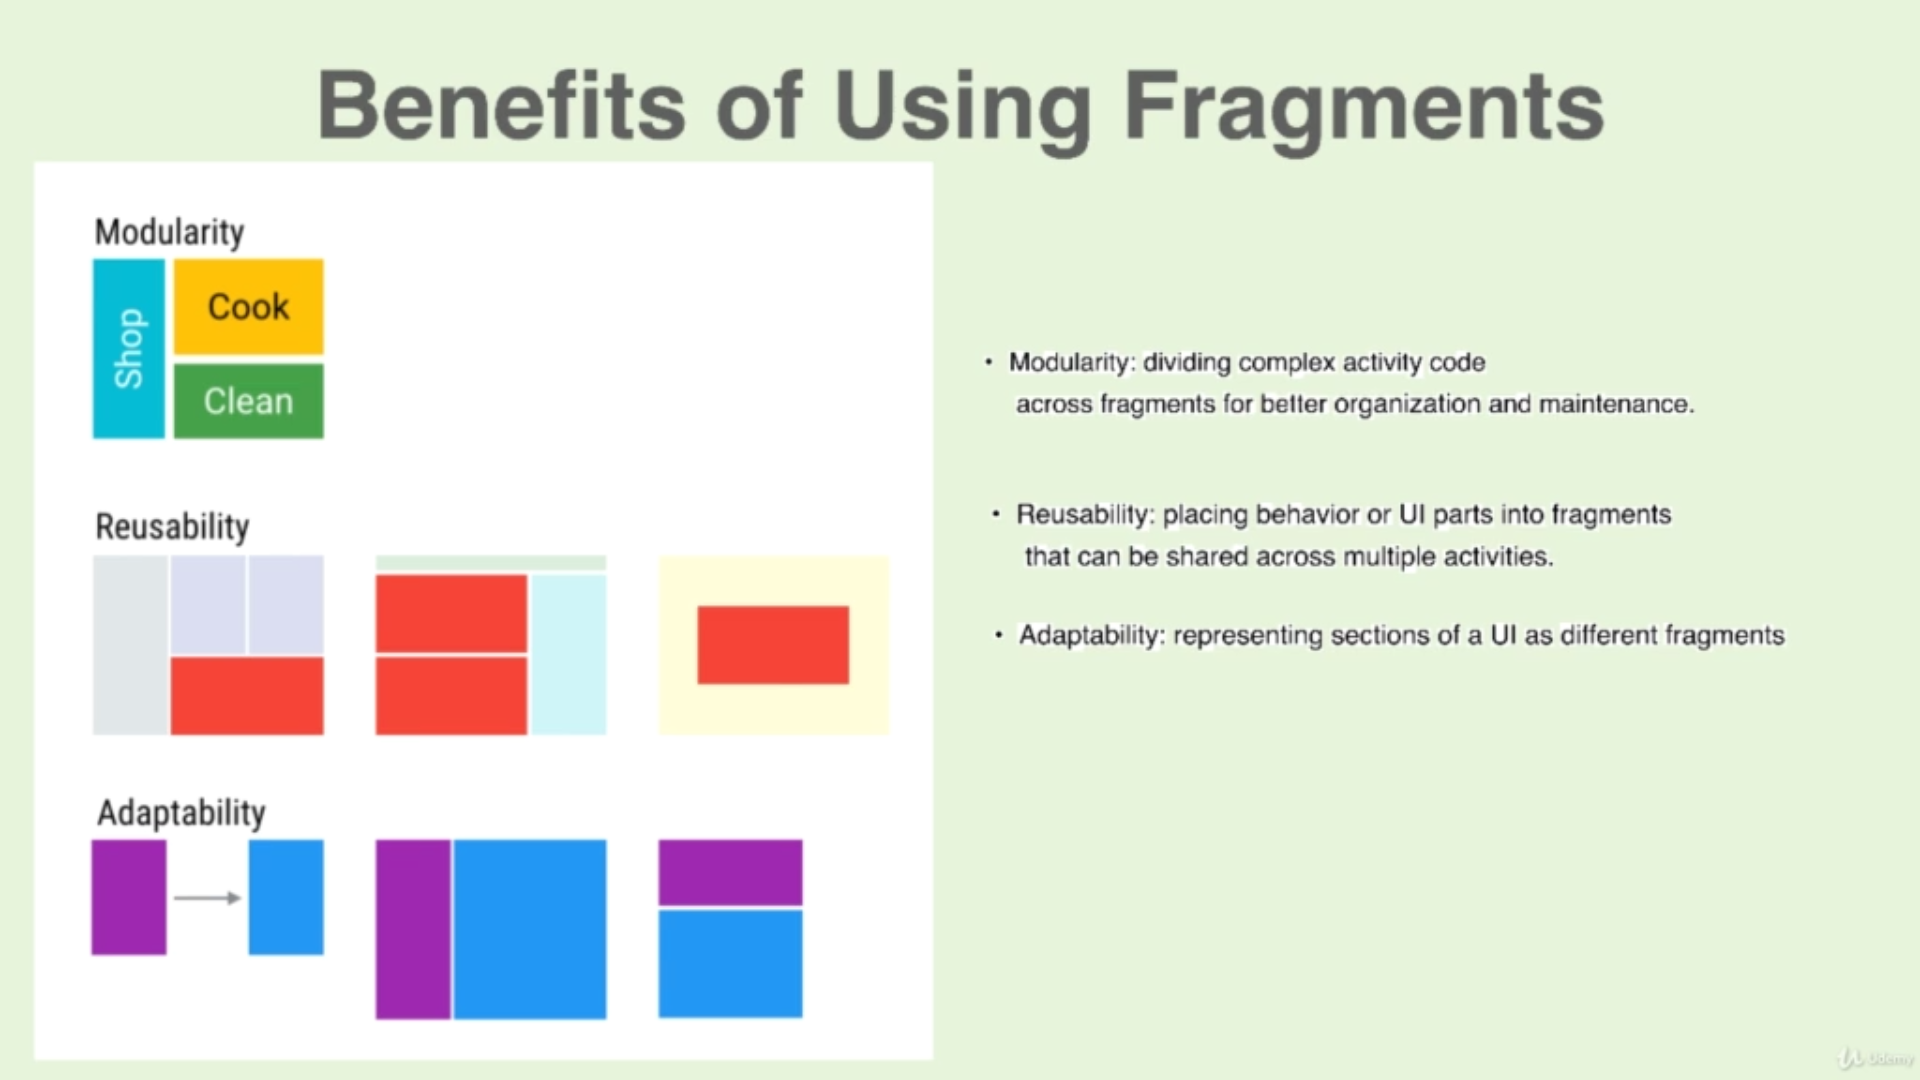 Benefits of Using Fragments
Modularity
Shop
Cook
Clean
Reusability
Adaptability
• Modularity: dividing complex activity code
across fragments for better organization and maintenance.
• Reusability: placing behavior or UI parts into fragments
that can be shared across multiple activities.
• Adaptability: representing sections of a UI as different fragments
Udemy